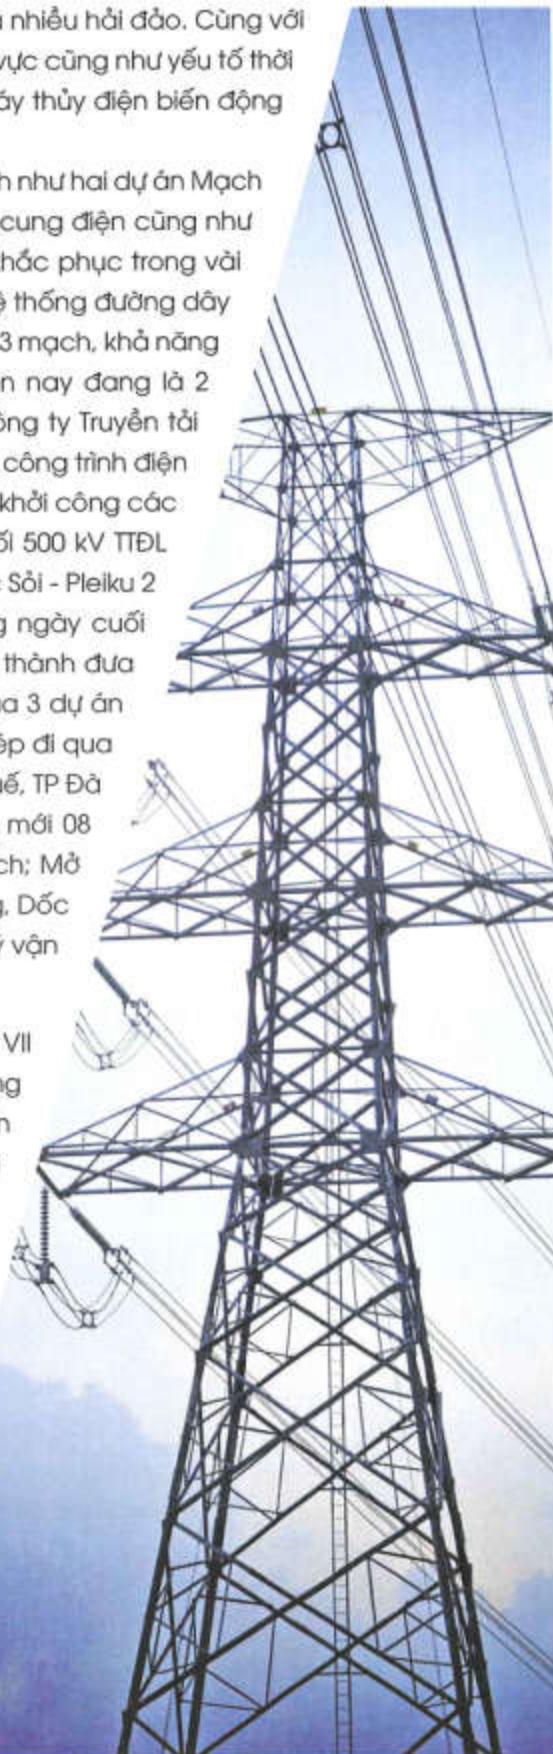 nhiều hải đảo. Cùng với
vực cũng như yếu tố thời
áy thủy điện biến động
h như hai dự án Mạch
cung điện cũng như
hắc phục trong vài
ệ thống đường dây
3 mạch, khả năng
n nay đang là 2
ông ty Truyền tải
công trình điện
khởi công các
ối 500 kV TTĐL
Sỏi - Pleiku 2
g ngày cuối
thành đưa
a 3 dự án
ép đi qua
uế, TP Đà
mới 08
ch; Mở
g, Dốc
ý vận
VII
ng
n